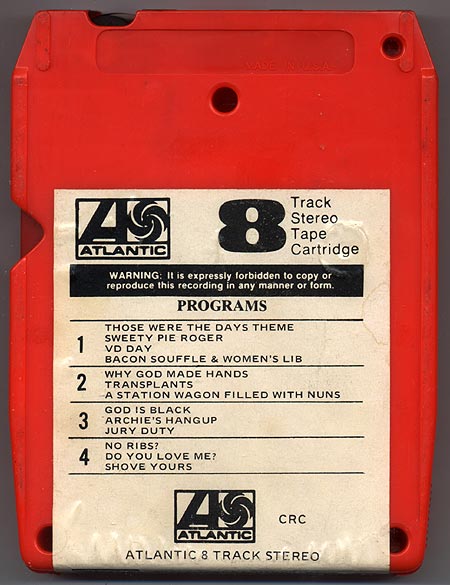 MADE IN U.S.A.
ATLANTIC
8 Track
Stereo
Tape
Cartridge
WARNING: It is expressly forbidden to copy or
reproduce this recording in any manner or form.
PROGRAMS
1
THOSE WERE THE DAYS THEME
SWEETY PIE ROGER
VD DAY
BACON SOUFFLE & WOMEN'S LIB
2
WHY GOD MADE HANDS
TRANSPLANTS
A STATION WAGON FILLED WITH NUNS
3
GOD IS BLACK
ARCHIE'S HANGUP
JURY DUTY
4
NO RIBS?
DO YOU LOVE ME?
SHOVE YOURS
ATLANTIC
CRC
ATLANTIC 8 TRACK STEREO